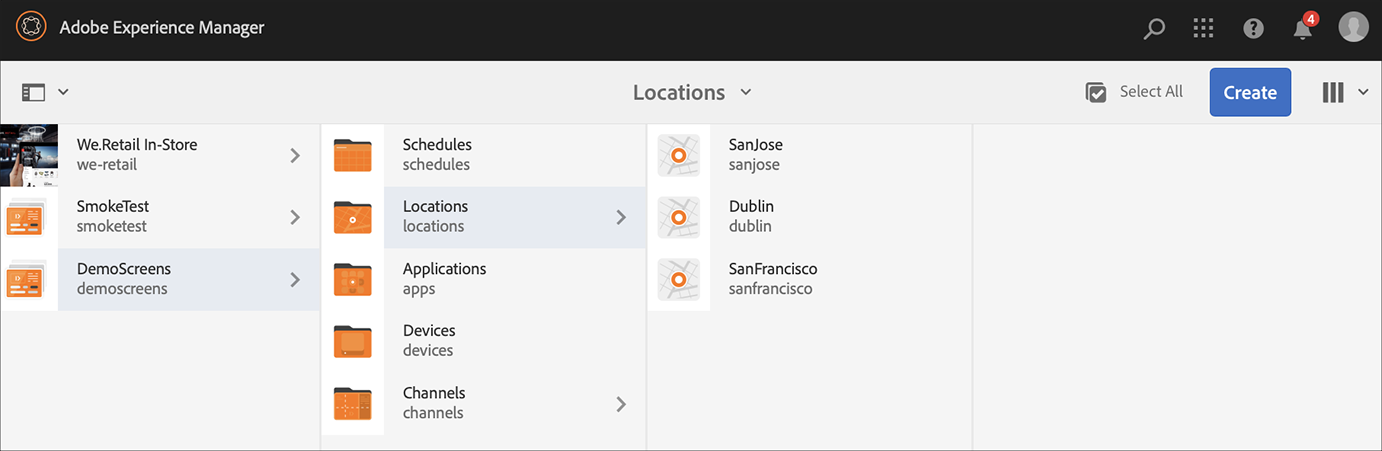 Adobe Experience Manager
4
Locations
Select All
Create
We.Retail In-Store
we-retail
SmokeTest
smoketest
DemoScreens
demoscreens
Schedules
schedules
Locations
locations
Applications
apps
Devices
devices
Channels
channels
SanJose
sanjose
Dublin
dublin
SanFrancisco
sanfrancisco